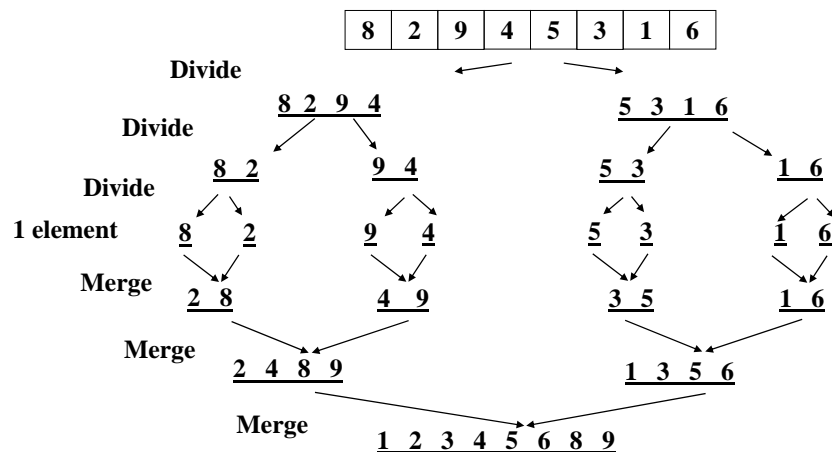 8 2 9 4 5 3 1 6
Divide
8 2 9 4 5 3 1 6
Divide
8 2 9 4 5 3 1 6
Divide
1 element 8 2 9 4 5 3 1 6
Merge
2 8 4 9 3 5 1 6
Merge
2 4 8 9 1 3 5 6
Merge
1 2 3 4 5 6 8 9